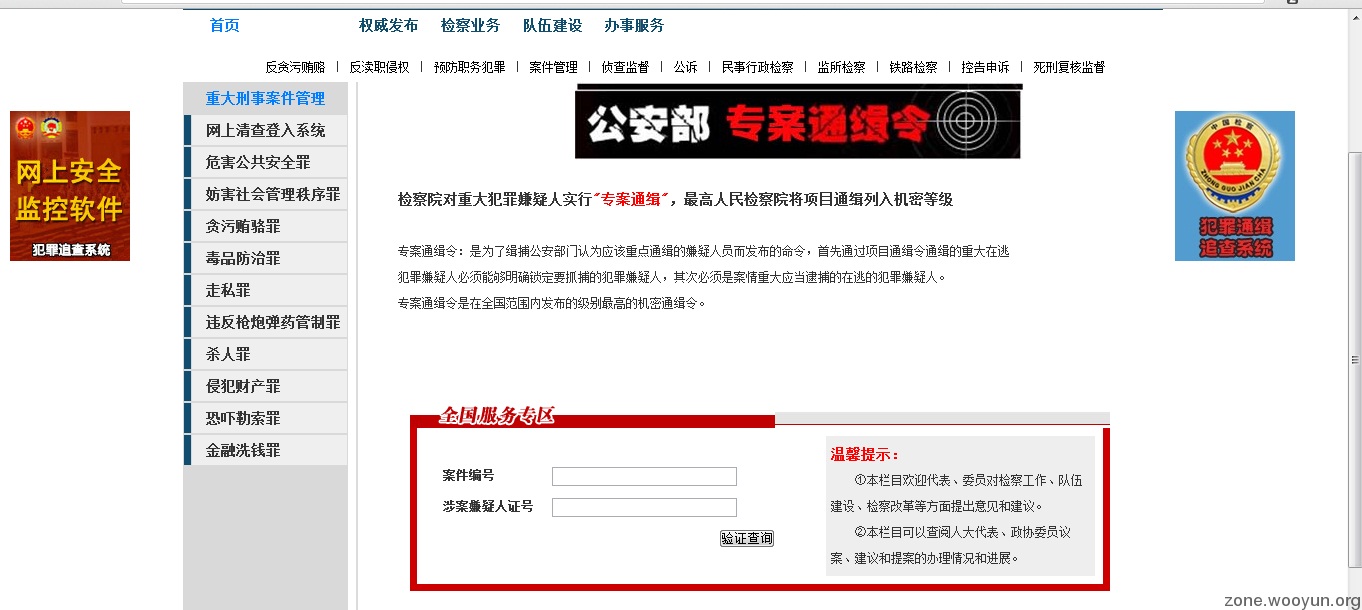 首页 权威发布 检察业务 队伍建设 办事服务
反贪污贿赂 | 反渎职侵权 | 预防职务犯罪 | 案件管理 | 侦查监督 | 公诉 | 民事行政检察 | 监所检察 | 铁路检察 | 控告申诉 | 死刑复核监督
网上安全
监控软件
犯罪追查系统
重大刑事案件管理
网上清查登入系统
危害公共安全罪
妨害社会管理秩序罪
贪污贿骆罪
毒品防治罪
走私罪
违反枪炮弹药管制罪
杀人罪
侵犯财产罪
恐吓勒索罪
金融洗钱罪
公安部 专案通缉令
检察院对重大犯罪嫌疑人实行"专案通缉"，最高人民检察院将项目通缉列入机密等级
专案通缉令：是为了缉捕公安部门认为应该重点通缉的嫌疑人员而发布的命令，首先通过项目通缉令通缉的重大在逃
犯罪嫌疑人必须能够明确锁定要抓捕的犯罪嫌疑人，其次必须是案情重大应当逮捕的在逃的犯罪嫌疑人。
专案通缉令是在全国范围内发布的级别最高的机密通缉令。
全国服务专区
案件编号
涉案嫌疑人证号
验证查询
温馨提示：
①本栏目欢迎代表、委员对检察工作、队伍
建设、检察改革等方面提出意见和建议。
②本栏目可以查阅人大代表、政协委员议
案、建议和提案的办理情况和进展。
中国检察
ZHONG GUO JIAN CHA
犯罪通缉
追查系统
zone.wooyun.org